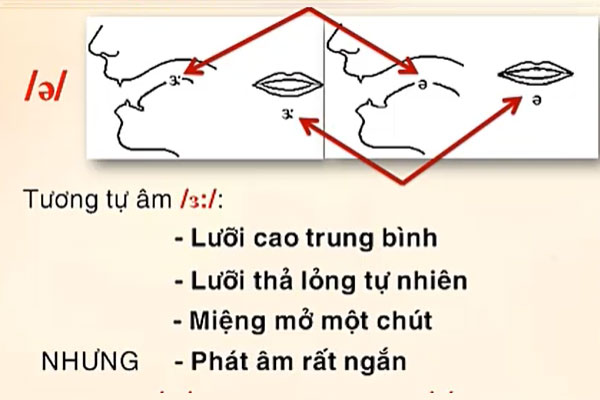 /ə/
ɜː
ɜː
ə
ə
Tương tự âm /ɜ:/:
- Lưỡi cao trung bình
- Lưỡi thả lỏng tự nhiên
- Miệng mở một chút
NHƯNG - Phát âm rất ngắn